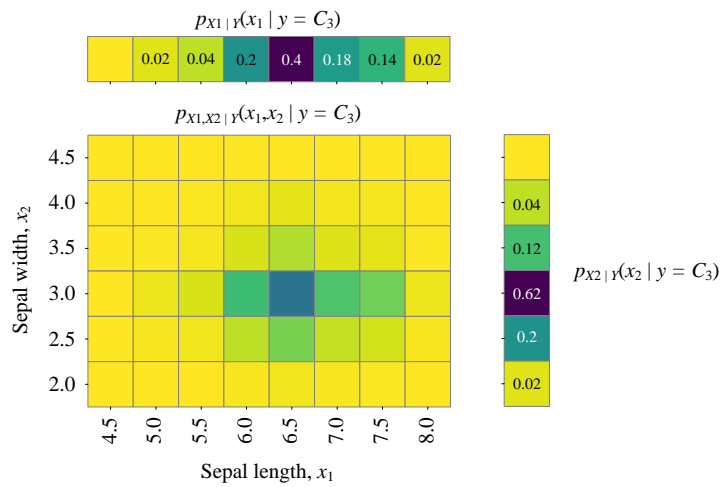 p_{X1 | Y}(x_1 | y = C_3)
0.02 0.04 0.2 0.4 0.18 0.14 0.02
p_{X1,X2 | Y}(x_1,x_2 | y = C_3)
4.5
4.0
3.5
3.0
2.5
2.0
Sepal width, x_2
4.5 5.0 5.5 6.0 6.5 7.0 7.5 8.0
Sepal length, x_1
0.04
0.12
0.62
0.2
0.02
p_{X2 | Y}(x_2 | y = C_3)